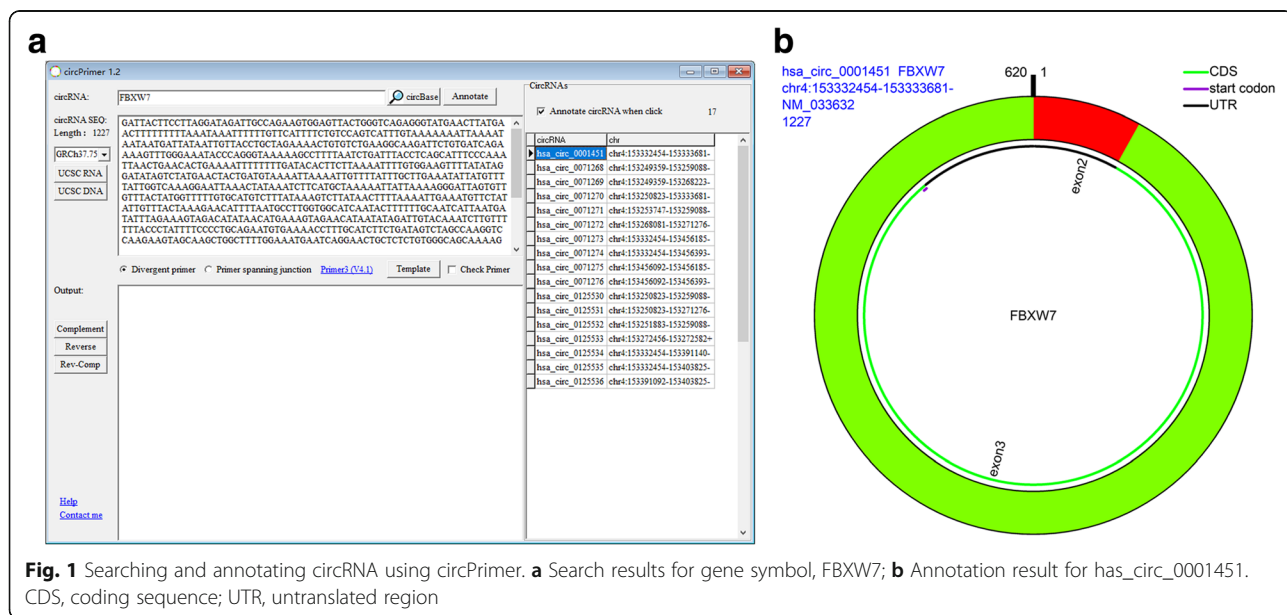 a
circPrimer 1.2
circRNA:
FBXW7
circBase
Annotate
circRNA SEQ:
Length : 1227
GRCh37.75
UCSC RNA
UCSC DNA
GATTACTTCCTTAGGATAGATTGCCAGAAGTGGAGTTACTGGGTCAGAGGGTATGAACTTATGA
ACTTTTTTTTTAAATAAATTTTTTGTTCATTTTCTGTCCAGTCATTTGTAAAAAAATTAAAAT
AATAATGATTATAATTGTTACCTGCTAGAAAACTGTGTCTGAAGGCAAGATTCTGTGATCAGA
AAAGTTTGGGAAATACCCAGGGTAAAAAGCCTTTTAATCTGATTTACCTCAGCATTTCCCAAA
TTAACTGAACACTGAAAATTTTTTTTGATACACTTCTTAAAATTTTGTGGAAGTTTTATATAG
GATATAGTCTATGAACTACTGATGTAAAATTAAAATTGTTTTATTTGCTTGAAATATTATGTTT
TATTGGTCAAAGGAATTAAACTATAAATCTTCATGCTAAAAATTATTAAAAGGGATTAGTGTT
GTTTACTATGGTTTTTGTGCATGTCTTTATAAAGTCTTATAACTTTTAAAATTGAAATGTTCTAT
ATTGTTTACTAAAGAACATTTTAATGCCTTGGTGGCATCAATACTTTTTTGCAATCATTAATGA
TATTTAGAAAGTAGACATATAACATGAAAGTAGAACATAATATAGATTGTACAAATCTTGTTT
TTTACCCTATTTTCCCCTGCAGAATGTGAAAACCTTTGCATCTTCTGATAGTCTAGCCAAGGTC
CAAGAAGTAGCAAGCTGGCTTTTGGAAATGAATCAGGAACTGCTCTCTGTGGGCAGCAAAAG
Divergent primer
Primer spanning junction
Primer3 (V4.1)
Template
Check Primer
Output:
Complement
Reverse
Rev-Comp
Help
Contact me
CircRNAs
Annotate circRNA when click 17
circRNA chr
hsa_circ_0001451 chr4:153332454-153333681-
hsa_circ_0071268 chr4:153249359-153259088-
hsa_circ_0071269 chr4:153249359-153268223-
hsa_circ_0071270 chr4:153250823-153333681-
hsa_circ_0071271 chr4:153253747-153259088-
hsa_circ_0071272 chr4:153268081-153271276-
hsa_circ_0071273 chr4:153332454-153456185-
hsa_circ_0071274 chr4:153332454-153456393-
hsa_circ_0071275 chr4:153456092-153456185-
hsa_circ_0071276 chr4:153456092-153456393-
hsa_circ_0125530 chr4:153250823-153259088-
hsa_circ_0125531 chr4:153250823-153271276-
hsa_circ_0125532 chr4:153251883-153259088-
hsa_circ_0125533 chr4:153272456-153272582+
hsa_circ_0125534 chr4:153332454-153391140-
hsa_circ_0125535 chr4:153332454-153403825-
hsa_circ_0125536 chr4:153391092-153403825-
b
hsa_circ_0001451 FBXW7
chr4:153332454-153333681-
NM_033632
1227
620 1
CDS
start codon
UTR
exon2
FBXW7
exon3
Fig. 1 Searching and annotating circRNA using circPrimer. a Search results for gene symbol, FBXW7; b Annotation result for has_circ_0001451.
CDS, coding sequence; UTR, untranslated region